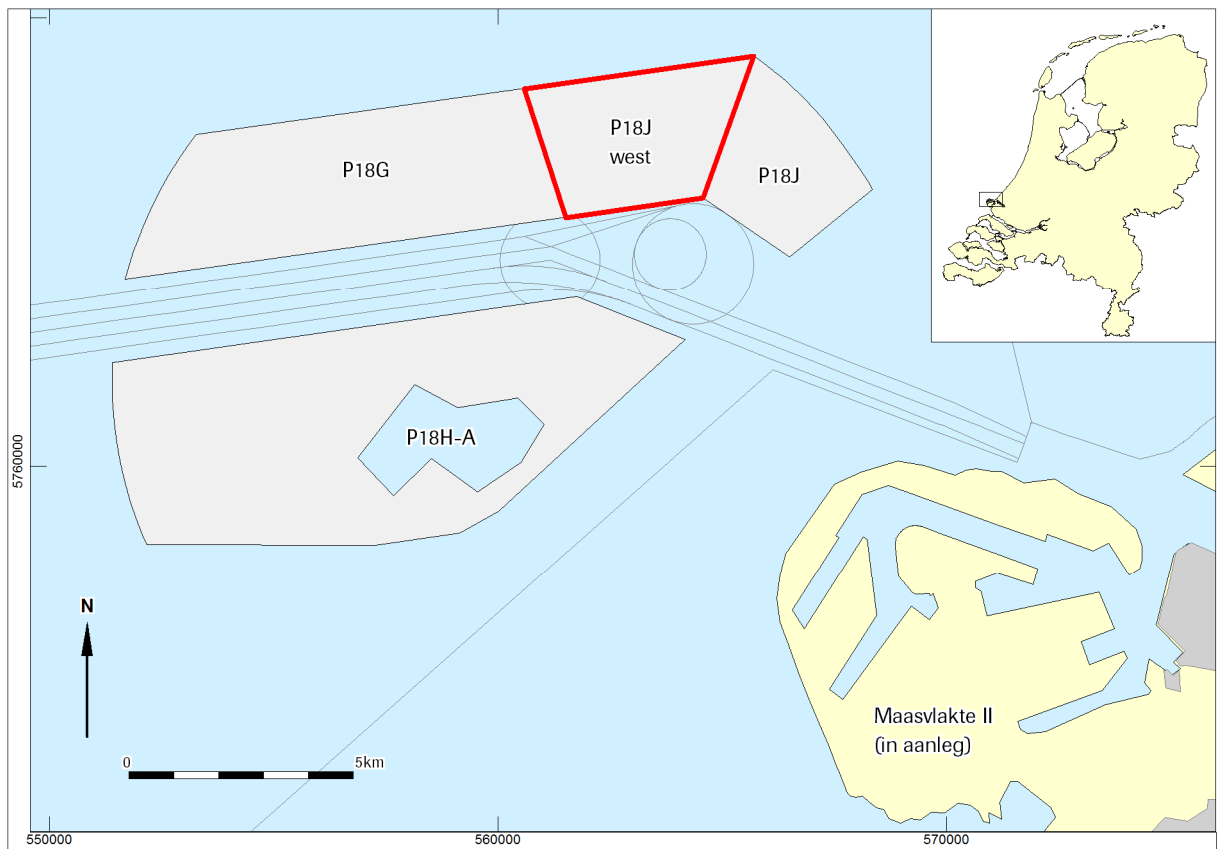 P18J
west
P18G
P18J
P18H-A
5760000
N
Maasvlakte II
(in aanleg)
0
5km
550000
560000
570000